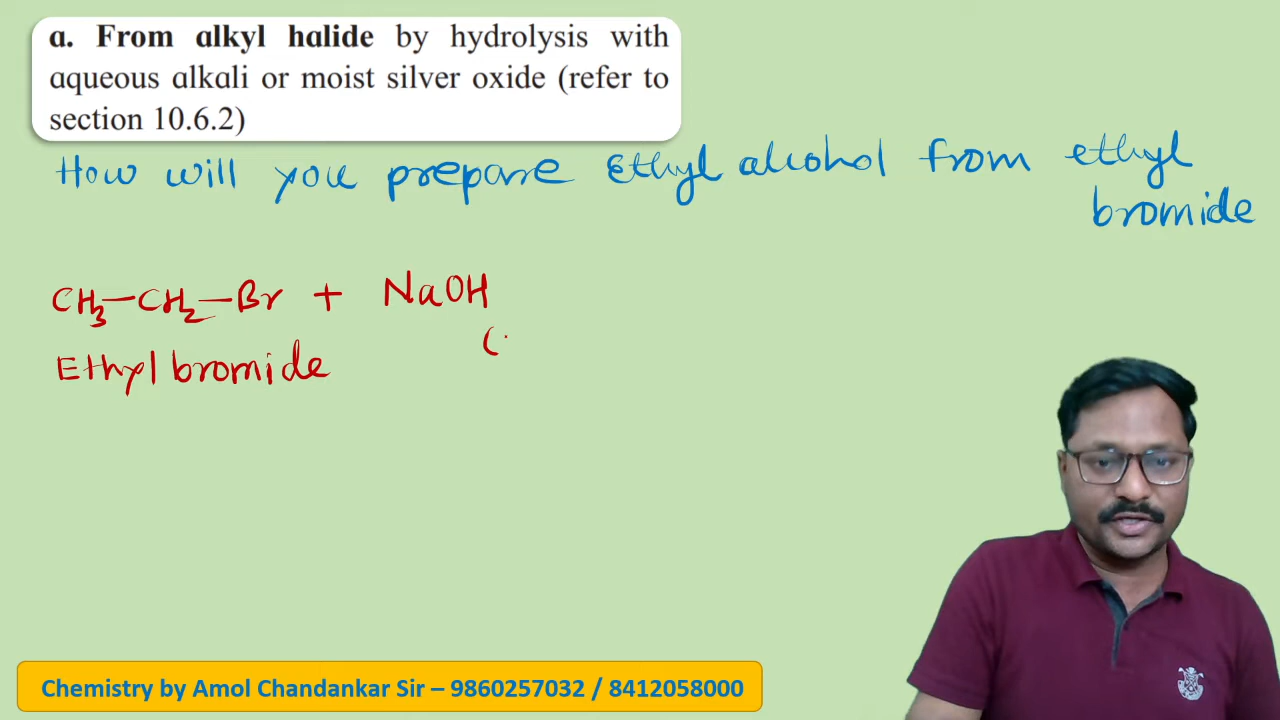 a. From alkyl halide by hydrolysis with
aqueous alkali or moist silver oxide (refer to
section 10.6.2)
How will you prepare Ethyl alcohol from ethyl
bromide
CH3—CH2—Br + NaOH
(
Ethyl bromide
Chemistry by Amol Chandankar Sir – 9860257032 / 8412058000